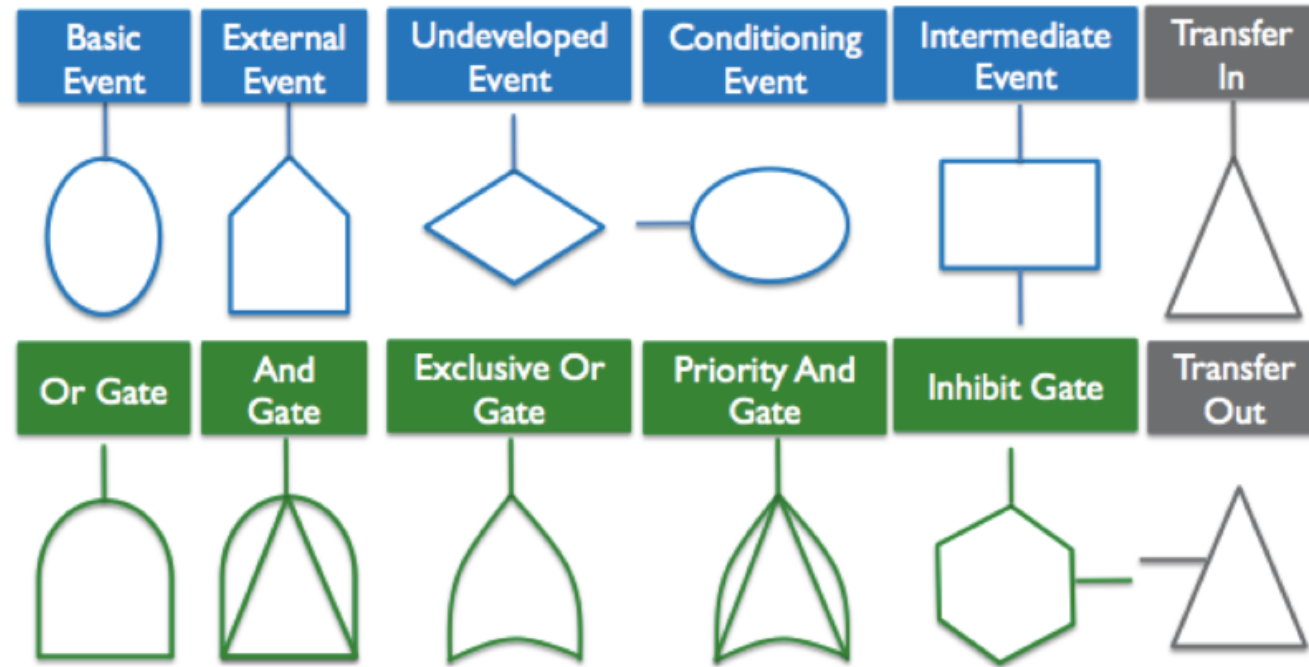 Basic
Event
External
Event
Undeveloped
Event
Conditioning
Event
Intermediate
Event
Transfer
In
Or Gate
And
Gate
Exclusive Or
Gate
Priority And
Gate
Inhibit Gate
Transfer
Out